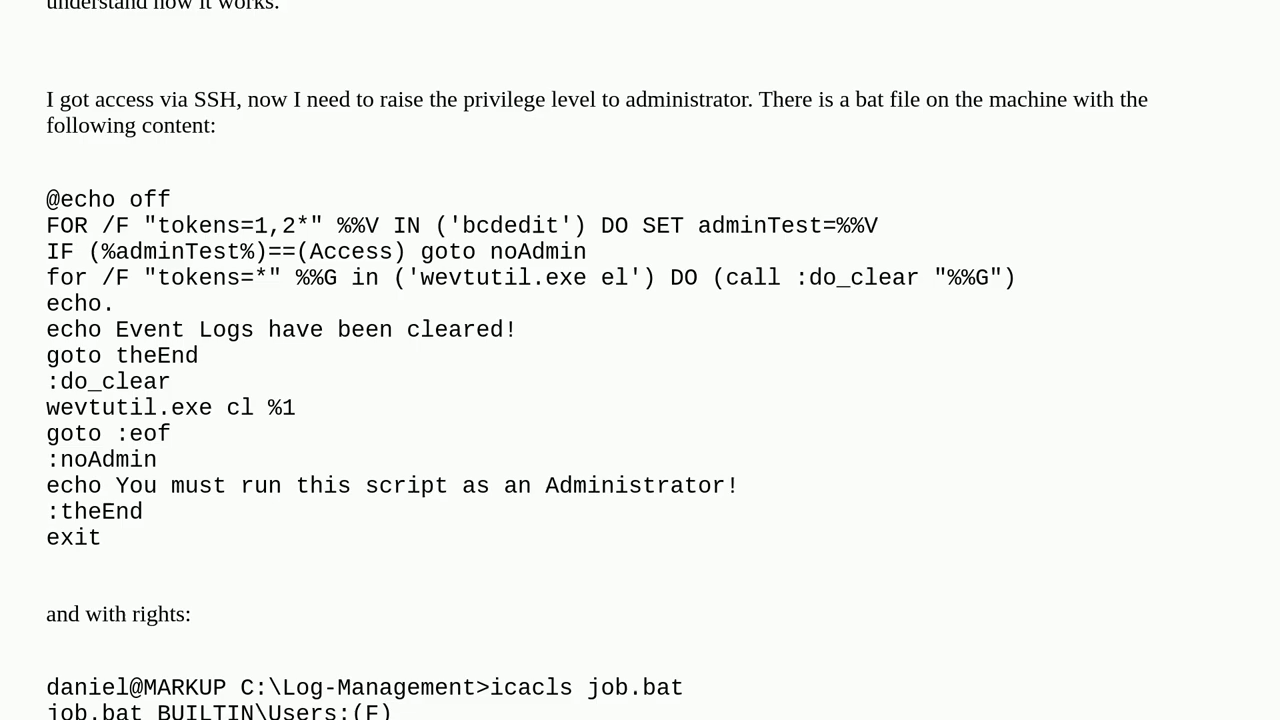 understand how it works.
I got access via SSH, now I need to raise the privilege level to administrator. There is a bat file on the machine with the
following content:
@echo off
FOR /F "tokens=1,2*" %%V IN ('bcdedit') DO SET adminTest=%%V
IF (%adminTest%)==(Access) goto noAdmin
for /F "tokens=*" %%G in ('wevtutil.exe el') DO (call :do_clear "%%G")
echo.
echo Event Logs have been cleared!
goto theEnd
:do_clear
wevtutil.exe cl %1
goto :eof
:noAdmin
echo You must run this script as an Administrator!
:theEnd
exit
and with rights:
daniel@MARKUP C:\Log-Management>icacls job.bat
job.bat BUILTIN\Users:(F)